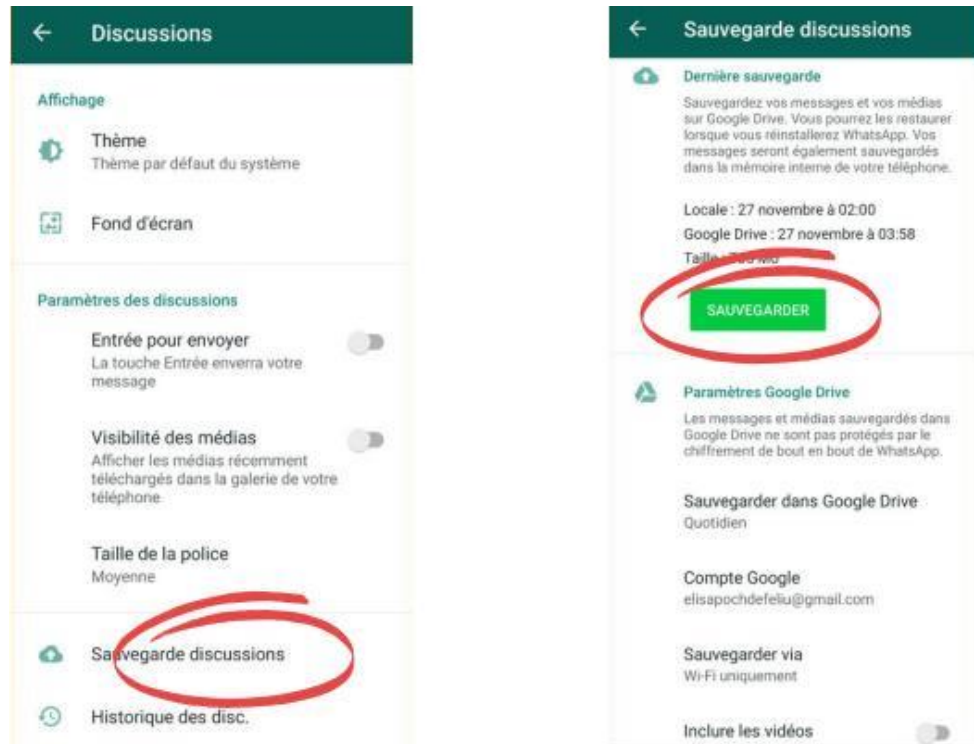 Discussions
Affichage
Thème
Thème par défaut du système
Fond d'écran
Paramètres des discussions
Entrée pour envoyer
La touche Entrée enverra votre
message
Visibilité des médias
Afficher les médias récemment
téléchargés dans la galerie de votre
téléphone
Taille de la police
Moyenne
Sauvegarde discussions
Historique des disc.
Sauvegarde discussions
Dernière sauvegarde
Sauvegardez vos messages et vos médias
sur Google Drive. Vous pourrez les restaurer
lorsque vous réinstallerez WhatsApp. Vos
messages seront également sauvegardés
dans la mémoire interne de votre téléphone.
Locale : 27 novembre à 02:00
Google Drive : 27 novembre à 03:58
Taille : Mo
SAUVEGARDER
Paramètres Google Drive
Les messages et médias sauvegardés dans
Google Drive ne sont pas protégés par le
chiffrement de bout en bout de WhatsApp.
Sauvegarder dans Google Drive
Quotidien
Compte Google
elisapochdefeliu@gmail.com
Sauvegarder via
Wi-Fi uniquement
Inclure les vidéos